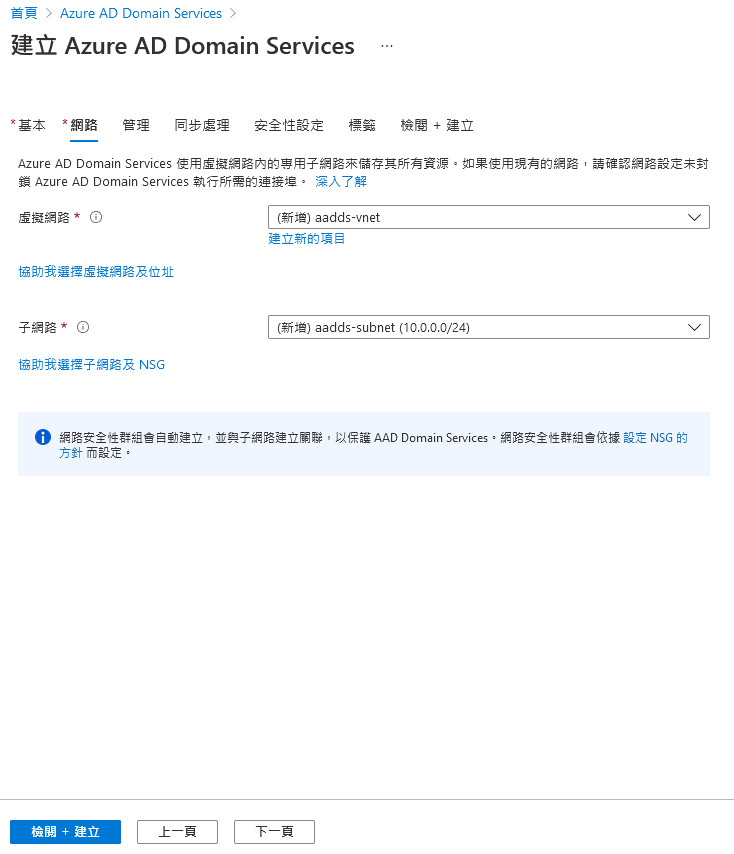 首頁 > Azure AD Domain Services >
建立 Azure AD Domain Services ...
*基本 *網路 管理 同步處理 安全性設定 標籤 檢閱 + 建立
Azure AD Domain Services 使用虛擬網路內的專用子網路來儲存其所有資源。如果使用現有的網路，請確認網路設定未封
鎖 Azure AD Domain Services 執行所需的連接埠。 深入了解
虛擬網路 * (新增) aadds-vnet
建立新的項目
協助我選擇虛擬網路及位址
子網路 * (新增) aadds-subnet (10.0.0.0/24)
協助我選擇子網路及 NSG
網路安全性群組會自動建立，並與子網路建立關聯，以保護 AAD Domain Services。網路安全性群組會依據 設定 NSG 的
方針 而設定。
檢閱 + 建立 上一頁 下一頁